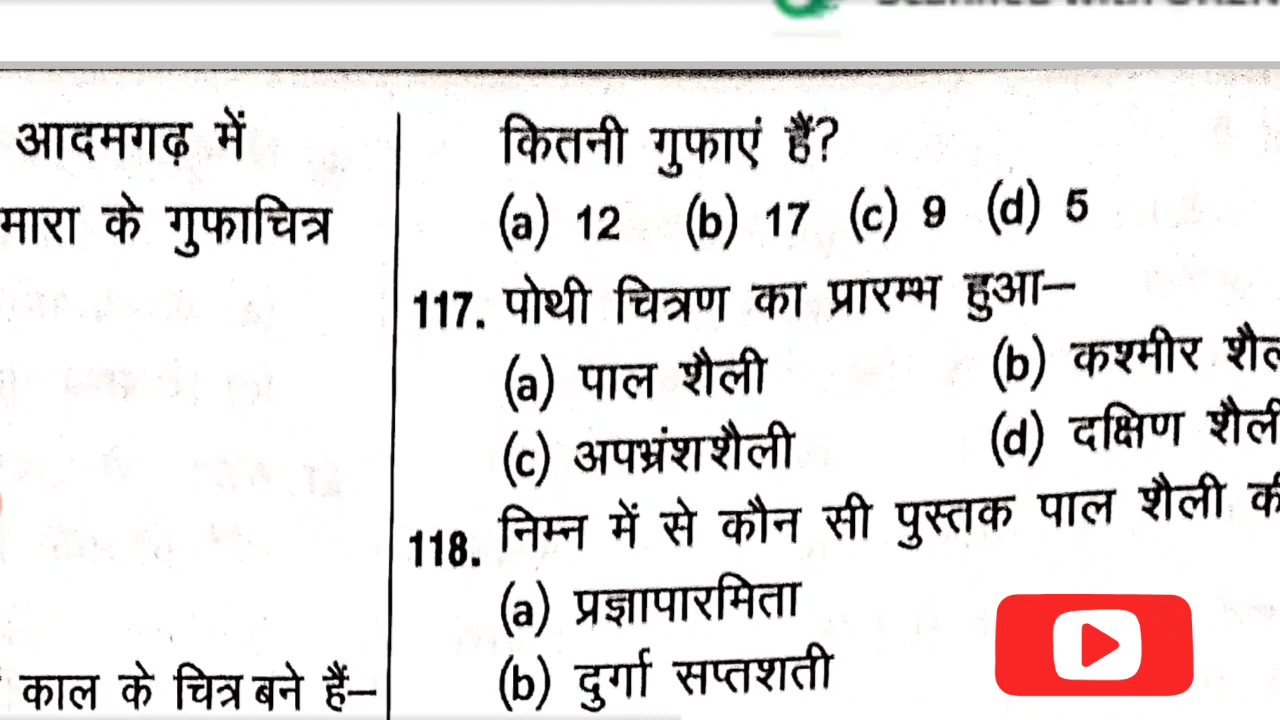 आदमगढ़ में
मारा के गुफाचित्र
काल के चित्र बने हैं–
कितनी गुफाएं हैं?
(a) 12 (b) 17 (c) 9 (d) 5
117. पोथी चित्रण का प्रारम्भ हुआ–
(a) पाल शैली (b) कश्मीर
(c) अपभ्रंशशैली (d) दक्षिण शैली
118. निम्न में से कौन सी पुस्तक पाल शैली
(a) प्रज्ञापारमिता
(b) दुर्गा सप्तशती